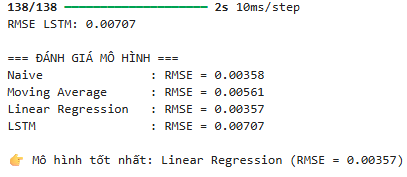 138/138 ━━━━━━━━━━━━━━━━━━━━ 2s 10ms/step
RMSE LSTM: 0.00707
=== ĐÁNH GIÁ MÔ HÌNH ===
Naive : RMSE = 0.00358
Moving Average : RMSE = 0.00561
Linear Regression : RMSE = 0.00357
LSTM : RMSE = 0.00707
👉 Mô hình tốt nhất: Linear Regression (RMSE = 0.00357)